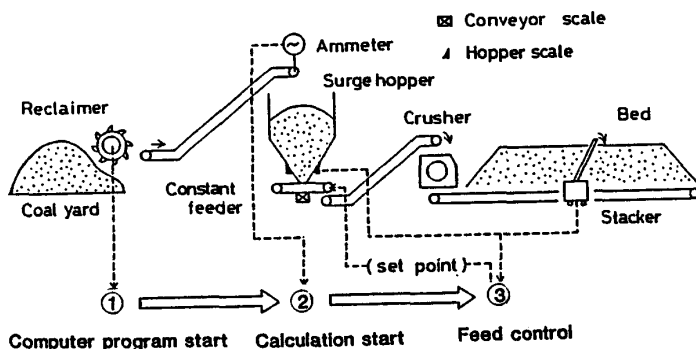 Conveyor scale
Hopper scale
Ammeter
Surge hopper
Reclaimer
Crusher
Bed
Coal yard
Constant
feeder
Stacker
(set point)
① ② ③
Computer program start Calculation start Feed control